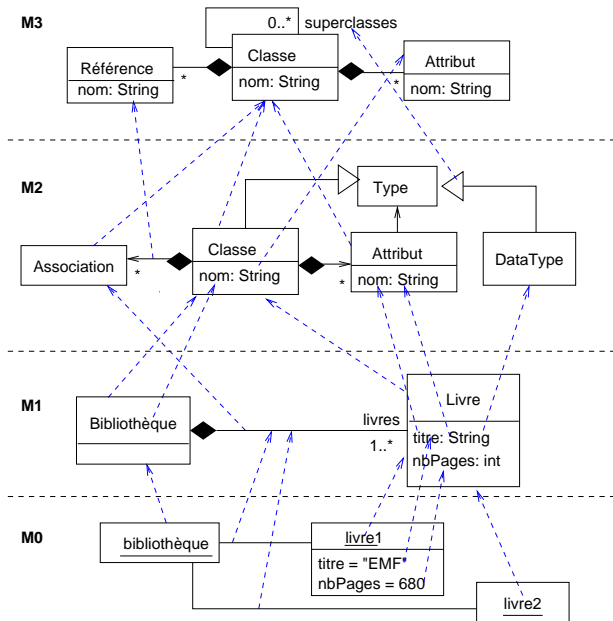 M3
0..* superclasses
Classe
nom: String
Référence
nom: String
*
Attribut
nom: String
*
M2
Type
Association
*
Classe
nom: String
Attribut
nom: String
*
DataType
M1
Bibliothèque
livres
1..*
Livre
titre: String
nbPages: int
M0
bibliothèque
livre1
titre = "EMF"
nbPages = 680
livre2